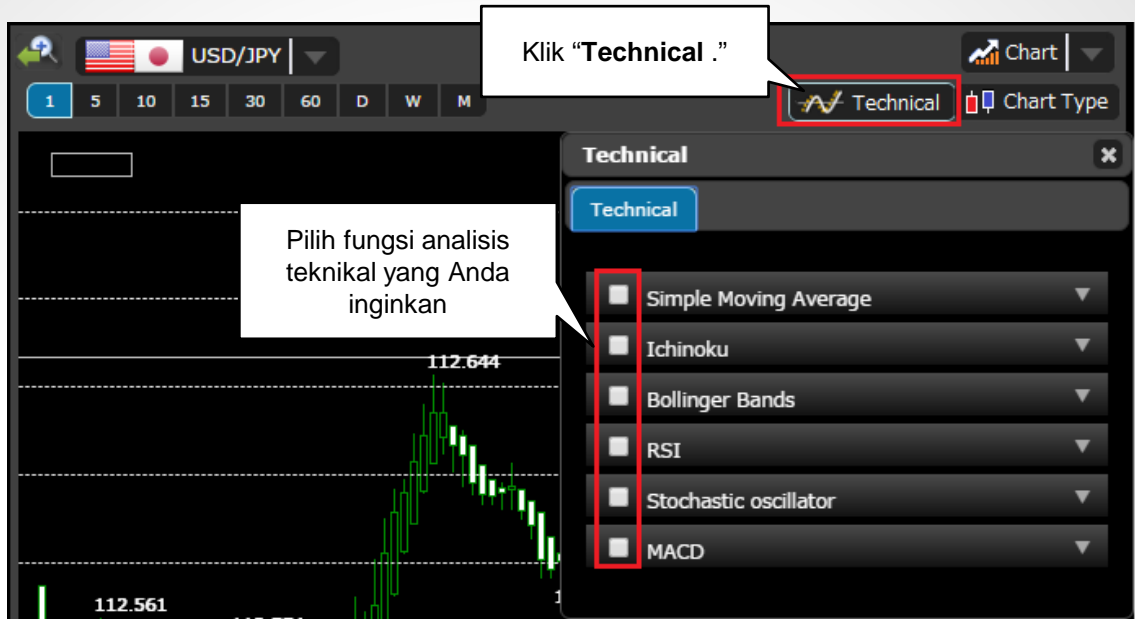 Klik “Technical .”
USD/JPY
Chart
1 5 10 15 30 60 D W M
Technical
Chart Type
Technical
Technical
Pilih fungsi analisis
teknikal yang Anda
inginkan
Simple Moving Average
Ichinoku
Bollinger Bands
RSI
Stochastic oscillator
MACD
112.644
112.561